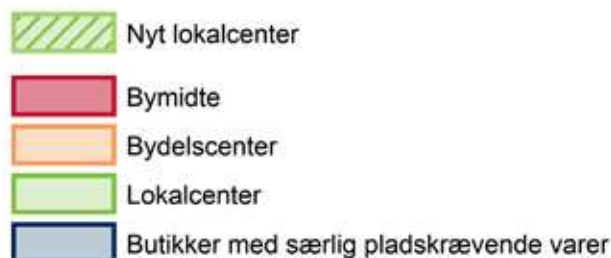 Nyt lokalcenter
Bymidte
Bydelscenter
Lokalcenter
Butikker med særlig pladskrævende varer